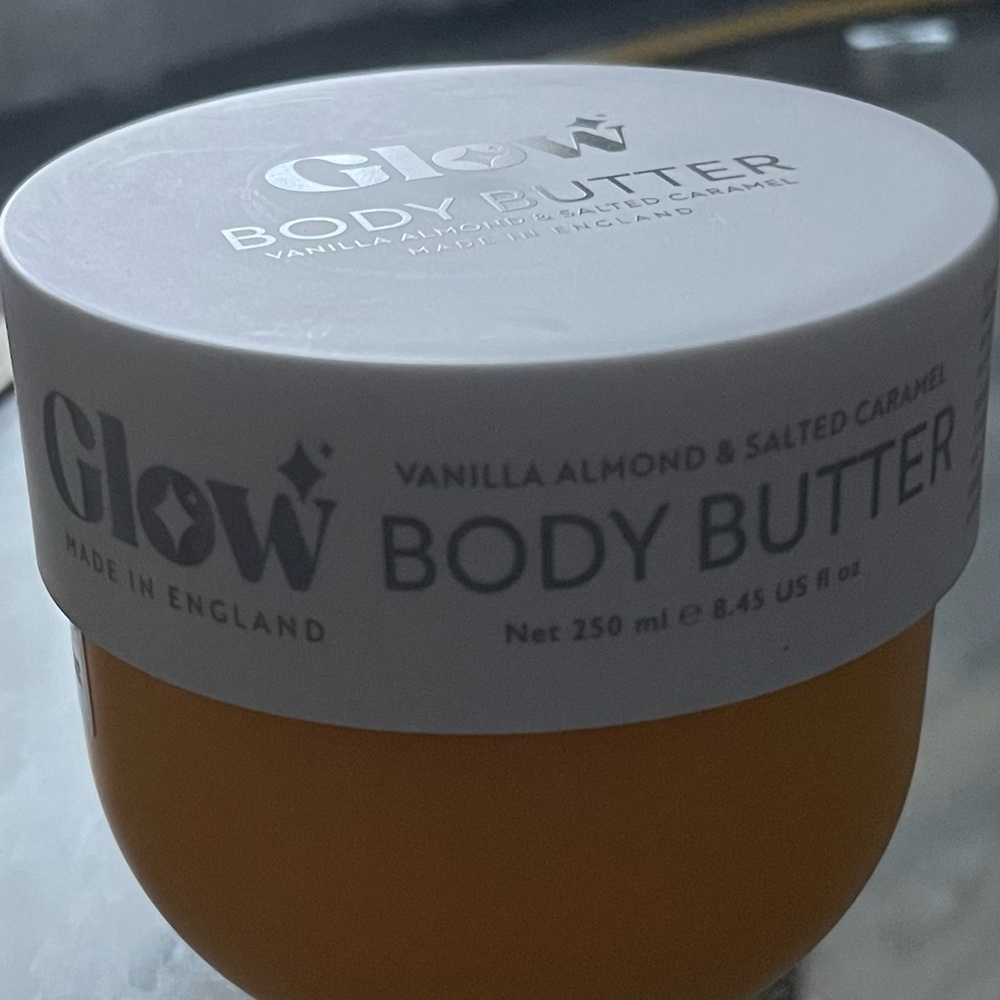 Glow
BODY BUTTER
VANILLA ALMOND & SALTED CARAMEL
MADE IN ENGLAND
Glow
MADE IN ENGLAND
VANILLA ALMOND & SALTED CARAMEL
BODY BUTTER
Net 250 ml ℮ 8.45 US fl oz